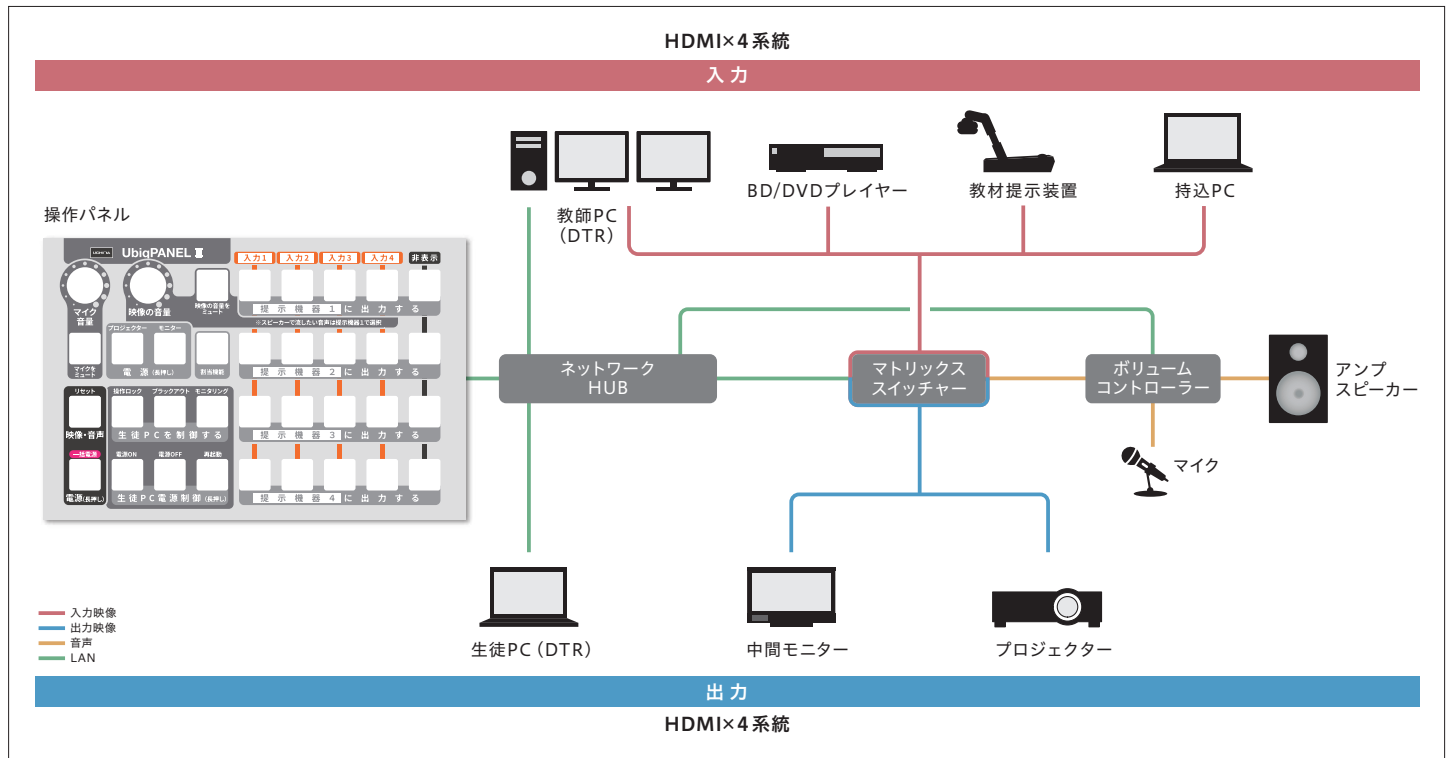 HDMI×4系統
入力
BD/DVDプレイヤー
教材提示装置
持込PC
教師PC
(DTR)
操作パネル
UbiqPANEL Ⅱ
入力1 入力2 入力3 入力4 非表示
マイク
音量
映像の音量
映像の音量を
ミュート
提示機器1に出力する
※スピーカーで流したい音声は提示機器1で選択
プロジェクター モニター
マイクを
ミュート
電源(長押し)
割当機能
提示機器2に出力する
リセット
操作ロック ブラックアウト モニタリング
映像・音声
生徒PCを制御する
提示機器3に出力する
一括電源
電源ON 電源OFF 再起動
電源(長押し)
生徒PC電源制御(長押し)
提示機器4に出力する
ネットワーク
HUB
マトリックス
スイッチャー
ボリューム
コントローラー
アンプ
スピーカー
マイク
入力映像
出力映像
音声
LAN
生徒PC(DTR)
中間モニター
プロジェクター
出力
HDMI×4系統